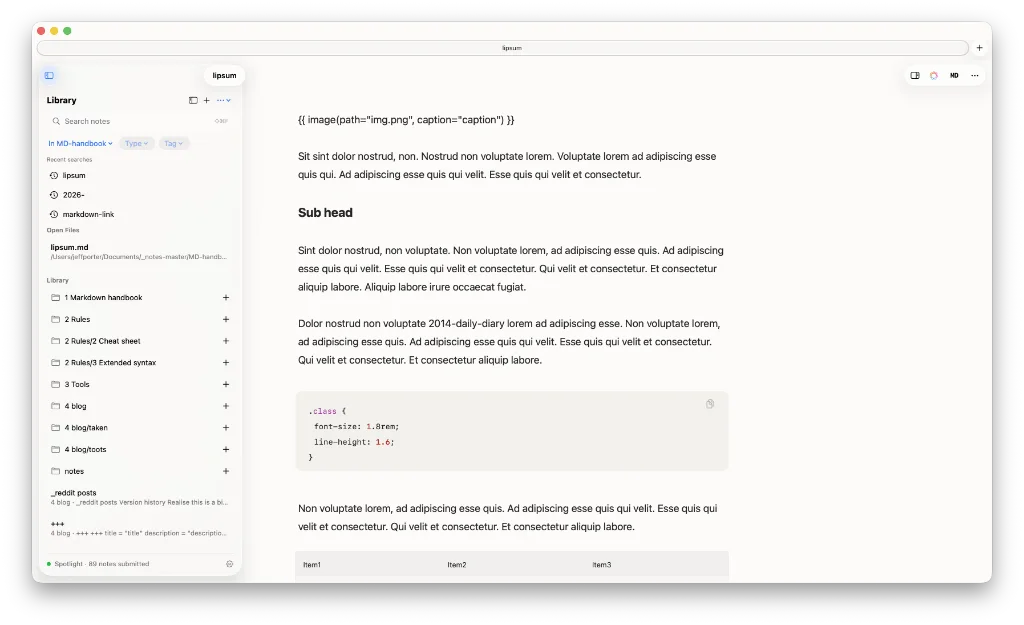 lipsum
lipsum
Library
Search notes
In MD-handbook
Type
Tag
Recent searches
lipsum
2026-
markdown-link
Open Files
lipsum.md
/Users/jeffporter/Documents/_notes-master/MD-handb...
Library
1 Markdown handbook
2 Rules
2 Rules/2 Cheat sheet
2 Rules/3 Extended syntax
3 Tools
4 blog
4 blog/taken
4 blog/toots
notes
_reddit posts
4 blog · _reddit posts Version history Realise this is a bi...
+++
4 blog · +++ +++ title = "title" description = "descriptio...
Spotlight · 89 notes submitted
MD
{{ image(path="img.png", caption="caption") }}
Sit sint dolor nostrud, non. Nostrud non voluptate lorem. Voluptate lorem ad adipiscing esse
quis qui. Ad adipiscing esse quis qui velit. Esse quis qui velit et consectetur.
Sub head
Sint dolor nostrud, non voluptate. Non voluptate lorem, ad adipiscing esse quis. Ad adipiscing
esse quis qui velit. Esse quis qui velit et consectetur. Qui velit et consectetur. Et consectetur
aliquip labore. Aliquip labore irure occaecat fugiat.
Dolor nostrud non voluptate 2014-daily-diary lorem ad adipiscing esse. Non voluptate lorem,
ad adipiscing esse quis. Ad adipiscing esse quis qui velit. Esse quis qui velit et consectetur.
Qui velit et consectetur. Et consectetur aliquip labore.
.class {
font-size: 1.8rem;
line-height: 1.6;
}
Non voluptate lorem, ad adipiscing esse quis. Ad adipiscing esse quis qui velit. Esse quis qui
velit et consectetur. Qui velit et consectetur. Et consectetur aliquip labore.
Item1
Item2
Item3